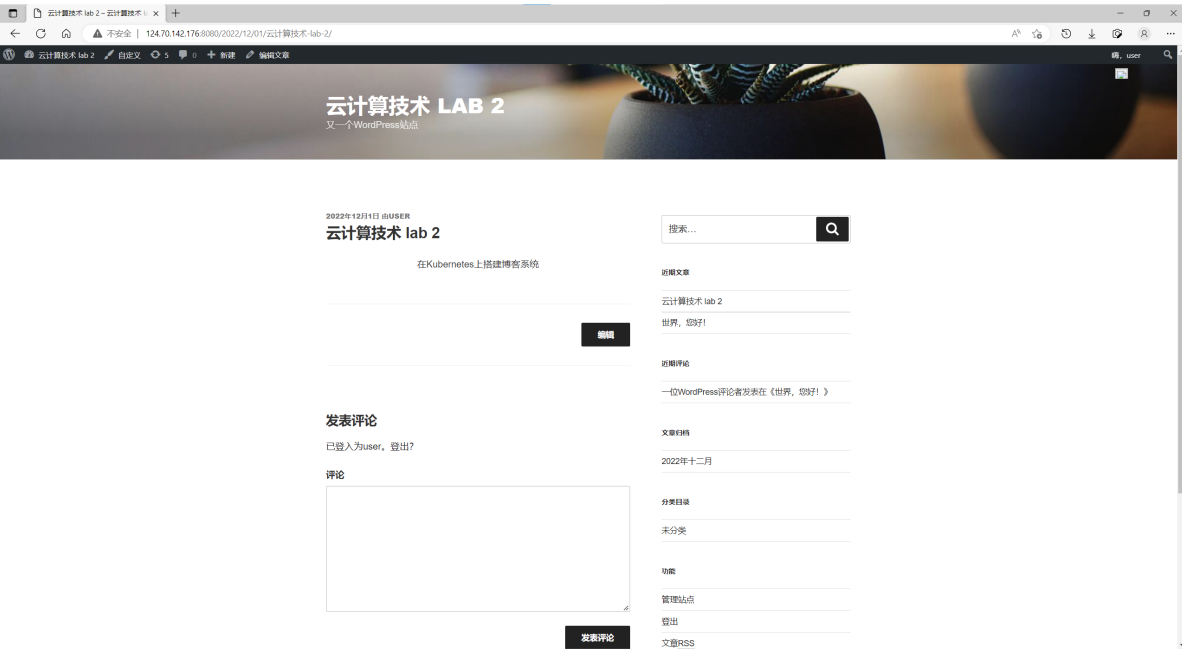 云计算技术 lab 2 – 云计算技术 l
不安全 | 124.70.142.176:8080/2022/12/01/云计算技术-lab-2/
云计算技术 lab 2 自定义 5 0 新建 编辑文章 嗨，user
云计算技术 LAB 2
又一个WordPress站点
2022年12月1日 由USER
云计算技术 lab 2
在Kubernetes上搭建博客系统
编辑
发表评论
已登入为user。登出?
评论
发表评论
搜索…
近期文章
云计算技术 lab 2
世界，您好！
近期评论
一位WordPress评论者发表在《世界，您好！》
文章归档
2022年十二月
分类目录
未分类
功能
管理站点
登出
文章RSS